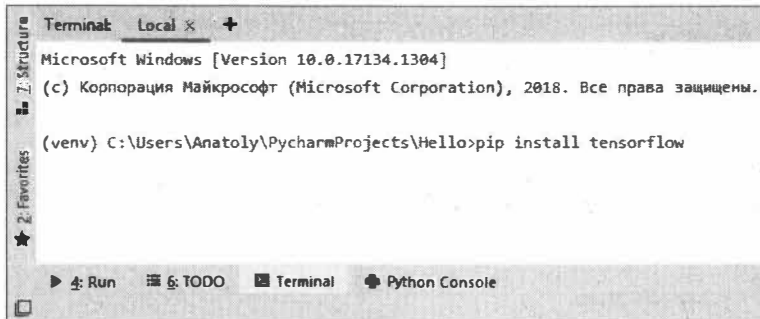 Terminal: Local × +
Microsoft Windows [Version 10.0.17134.1304]
(c) Корпорация Майкрософт (Microsoft Corporation), 2018. Все права защищены.
(venv) C:\Users\Anatoly\PycharmProjects\Hello>pip install tensorflow
7: Structure
2: Favorites
4: Run 6: TODO Terminal Python Console